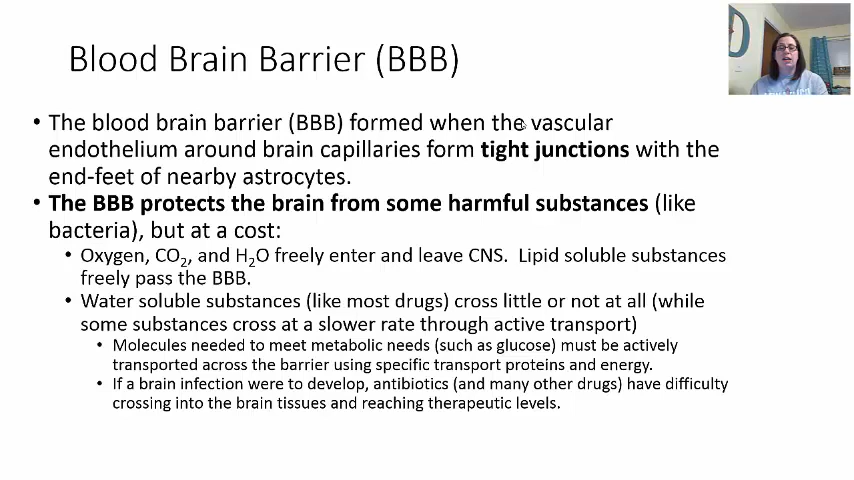 Blood Brain Barrier (BBB)
• The blood brain barrier (BBB) formed when the vascular
endothelium around brain capillaries form tight junctions with the
end-feet of nearby astrocytes.
• The BBB protects the brain from some harmful substances (like
bacteria), but at a cost:
• Oxygen, CO₂, and H₂O freely enter and leave CNS. Lipid soluble substances
freely pass the BBB.
• Water soluble substances (like most drugs) cross little or not at all (while
some substances cross at a slower rate through active transport)
• Molecules needed to meet metabolic needs (such as glucose) must be actively
transported across the barrier using specific transport proteins and energy.
• If a brain infection were to develop, antibiotics (and many other drugs) have difficulty
crossing into the brain tissues and reaching therapeutic levels.